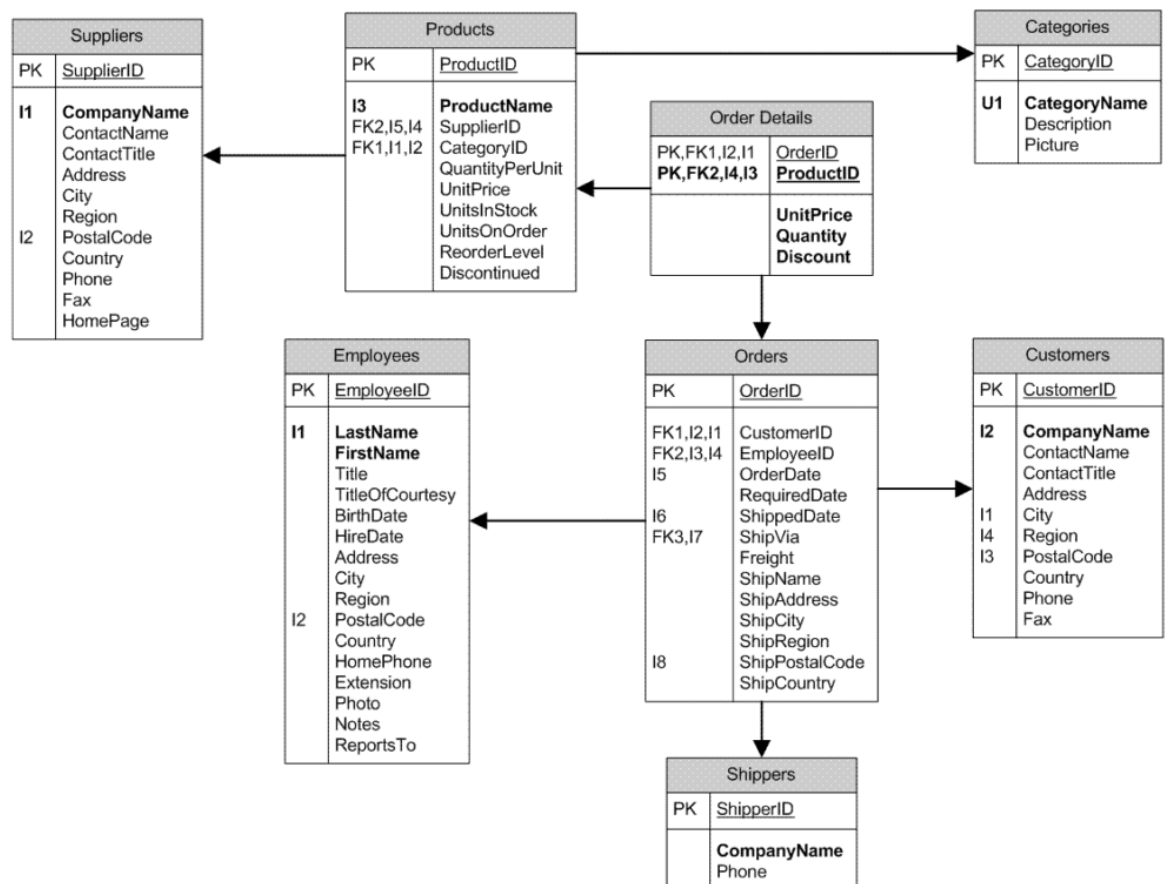 Suppliers
PK SupplierID
I1 CompanyName
ContactName
ContactTitle
Address
City
Region
I2 PostalCode
Country
Phone
Fax
HomePage
Products
PK ProductID
I3 ProductName
FK2,I5,I4 SupplierID
FK1,I1,I2 CategoryID
QuantityPerUnit
UnitPrice
UnitsInStock
UnitsOnOrder
ReorderLevel
Discontinued
Order Details
PK,FK1,I2,I1 OrderID
PK,FK2,I4,I3 ProductID
UnitPrice
Quantity
Discount
Categories
PK CategoryID
U1 CategoryName
Description
Picture
Employees
PK EmployeeID
I1 LastName
FirstName
Title
TitleOfCourtesy
BirthDate
HireDate
Address
City
Region
I2 PostalCode
Country
HomePhone
Extension
Photo
Notes
ReportsTo
Orders
PK OrderID
FK1,I2,I1 CustomerID
FK2,I3,I4 EmployeeID
I5 OrderDate
RequiredDate
I6 ShippedDate
FK3,I7 ShipVia
Freight
ShipName
ShipAddress
ShipCity
ShipRegion
I8 ShipPostalCode
ShipCountry
Customers
PK CustomerID
I2 CompanyName
ContactName
ContactTitle
Address
I1 City
I4 Region
I3 PostalCode
Country
Phone
Fax
Shippers
PK ShipperID
CompanyName
Phone